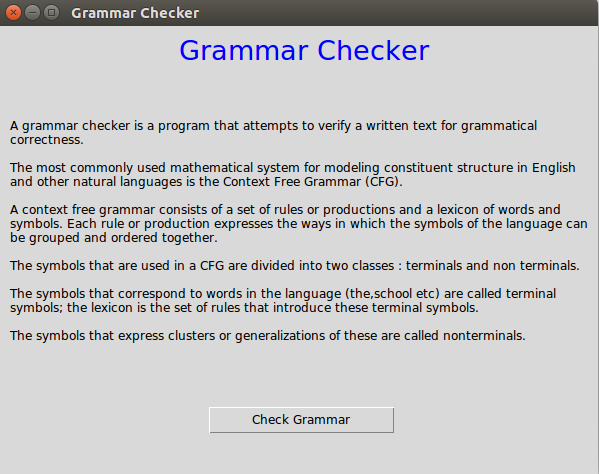 Grammar Checker
Grammar Checker
A grammar checker is a program that attempts to verify a written text for grammatical
correctness.
The most commonly used mathematical system for modeling constituent structure in English
and other natural languages is the Context Free Grammar (CFG).
A context free grammar consists of a set of rules or productions and a lexicon of words and
symbols. Each rule or production expresses the ways in which the symbols of the language can
be grouped and ordered together.
The symbols that are used in a CFG are divided into two classes : terminals and non terminals.
The symbols that correspond to words in the language (the,school etc) are called terminal
symbols; the lexicon is the set of rules that introduce these terminal symbols.
The symbols that express clusters or generalizations of these are called nonterminals.
Check Grammar